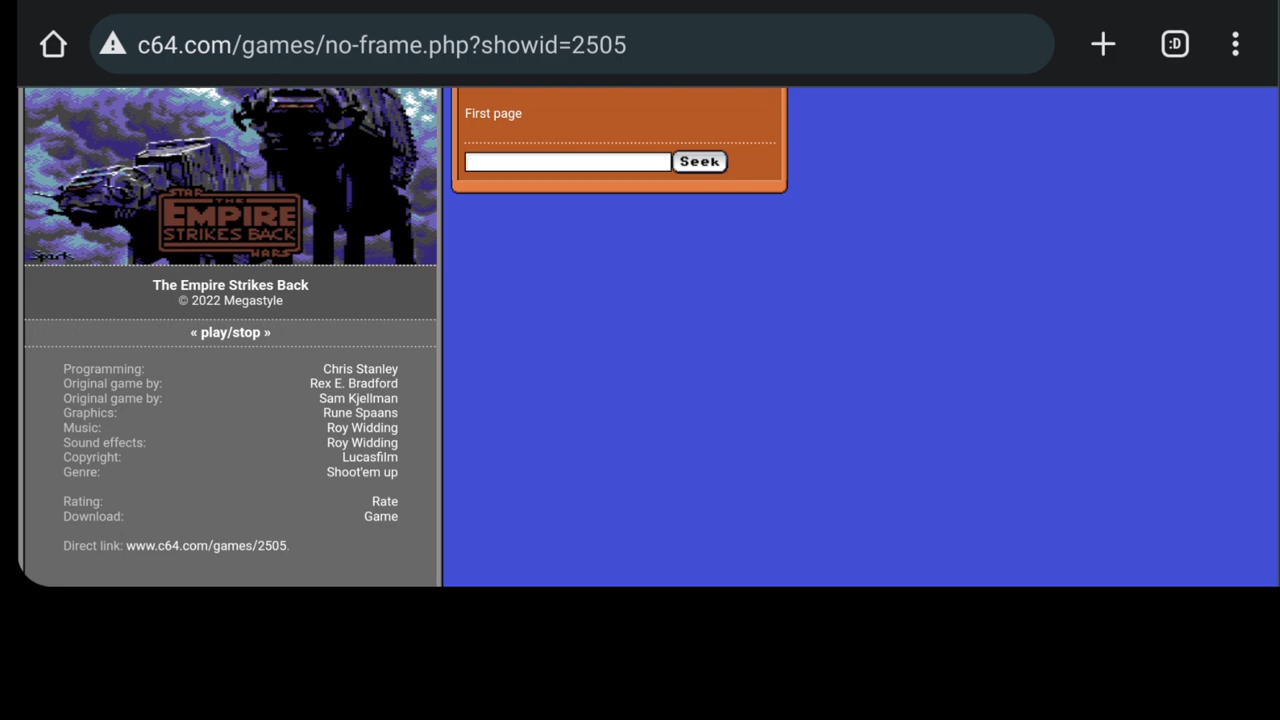 c64.com/games/no-frame.php?showid=2505
:D
First page
Seek
STAR
THE
EMPIRE
STRIKES BACK
WARS
Spark
The Empire Strikes Back
© 2022 Megastyle
« play/stop »
Programming: Chris Stanley
Original game by: Rex E. Bradford
Original game by: Sam Kjellman
Graphics: Rune Spaans
Music: Roy Widding
Sound effects: Roy Widding
Copyright: Lucasfilm
Genre: Shoot'em up
Rating: Rate
Download: Game
Direct link: www.c64.com/games/2505.